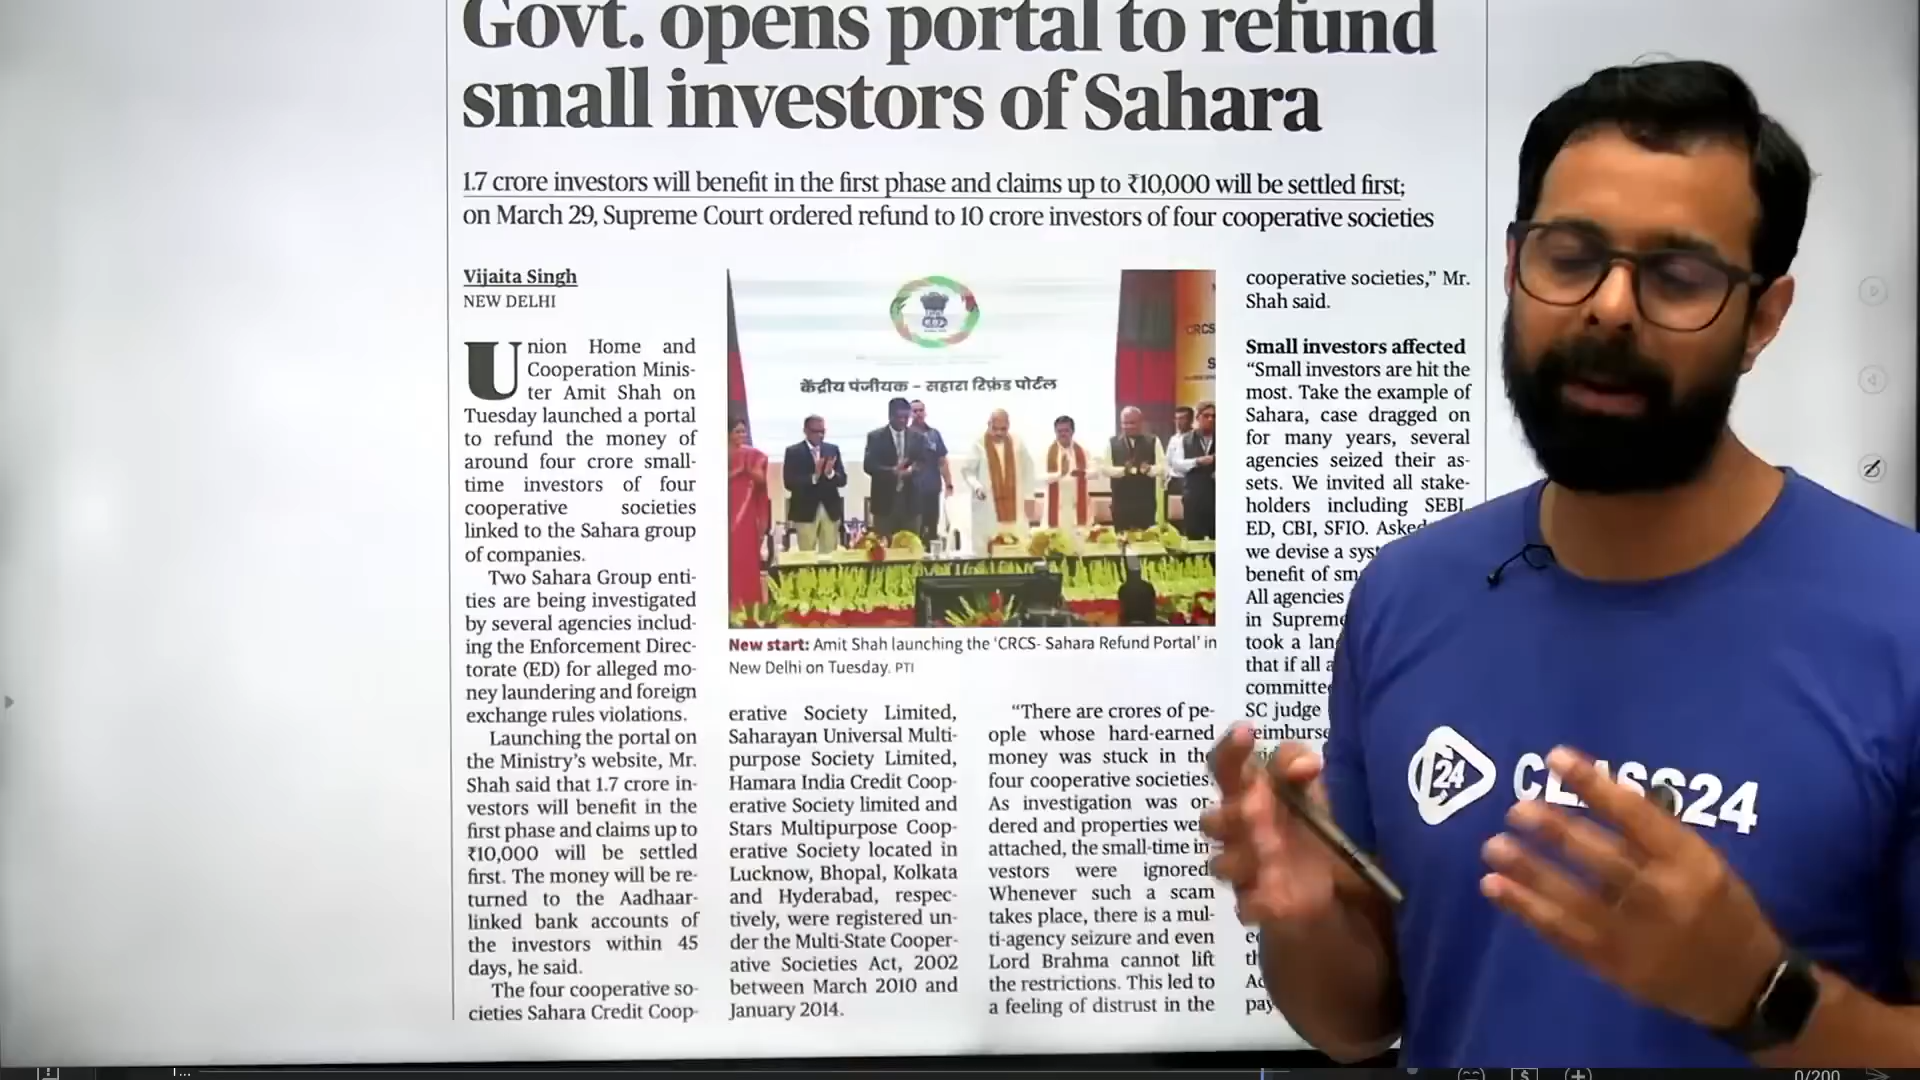 Govt. opens portal to refund
small investors of Sahara
1.7 crore investors will benefit in the first phase and claims up to ₹10,000 will be settled first;
on March 29, Supreme Court ordered refund to 10 crore investors of four cooperative societies
Vijaita Singh
NEW DELHI
Union Home and
Cooperation Minis-
ter Amit Shah on
Tuesday launched a portal
to refund the money of
around four crore small-
time investors of four
cooperative societies
linked to the Sahara group
of companies.
Two Sahara Group enti-
ties are being investigated
by several agencies includ-
ing the Enforcement Direc-
torate (ED) for alleged mo-
ney laundering and foreign
exchange rules violations.
Launching the portal on
the Ministry’s website, Mr.
Shah said that 1.7 crore in-
vestors will benefit in the
first phase and claims up to
₹10,000 will be settled
first. The money will be re-
turned to the Aadhaar-
linked bank accounts of
the investors within 45
days, he said.
The four cooperative so-
cieties Sahara Credit Coop-
केंद्रीय पंजीयक – सहारा रिफ़ंड पोर्टल
CRCS
S
New start: Amit Shah launching the ‘CRCS- Sahara Refund Portal’ in
New Delhi on Tuesday. PTI
erative Society Limited,
Saharayan Universal Multi-
purpose Society Limited,
Hamara India Credit Coop-
erative Society limited and
Stars Multipurpose Coop-
erative Society located in
Lucknow, Bhopal, Kolkata
and Hyderabad, respec-
tively, were registered un-
der the Multi-State Cooper-
ative Societies Act, 2002
between March 2010 and
January 2014.
“There are crores of pe-
ople whose hard-earned
money was stuck in the
four cooperative societies.
As investigation was or-
dered and properties were
attached, the small-time in-
vestors were ignored.
Whenever such a scam
takes place, there is a mul-
ti-agency seizure and even
Lord Brahma cannot lift
the restrictions. This led to
a feeling of distrust in the
cooperative societies,” Mr.
Shah said.
Small investors affected
“Small investors are hit the
most. Take the example of
Sahara, case dragged on
for many years, several
agencies seized their as-
sets. We invited all stake-
holders including SEBI,
ED, CBI, SFIO. Asked
we devise a sys
benefit of sm
All agencies
in Supreme
took a lan
that if all a
committe
SC judge
reimburse
ec
th
Ac
pay
24
CLASS24
0/200